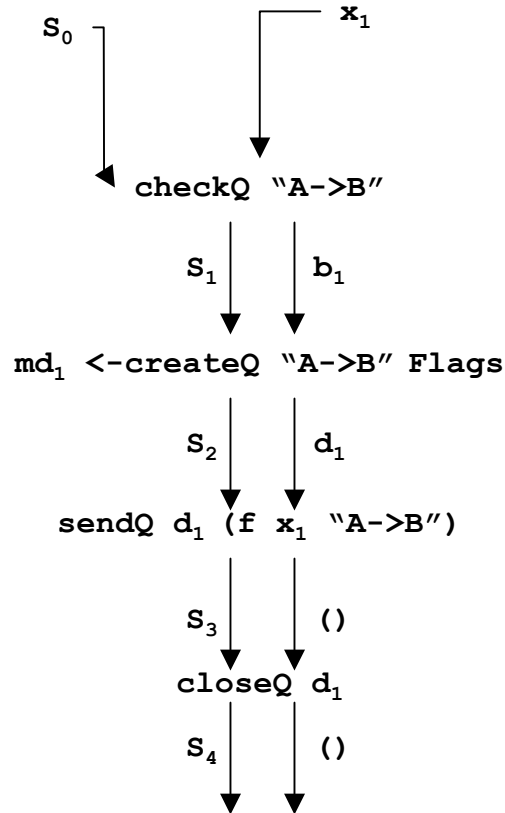 S₀ x₁
checkQ “A->B”
S₁ b₁
md₁ <-createQ “A->B” Flags
S₂ d₁
sendQ d₁ (f x₁ “A->B”)
S₃ ()
closeQ d₁
S₄ ()